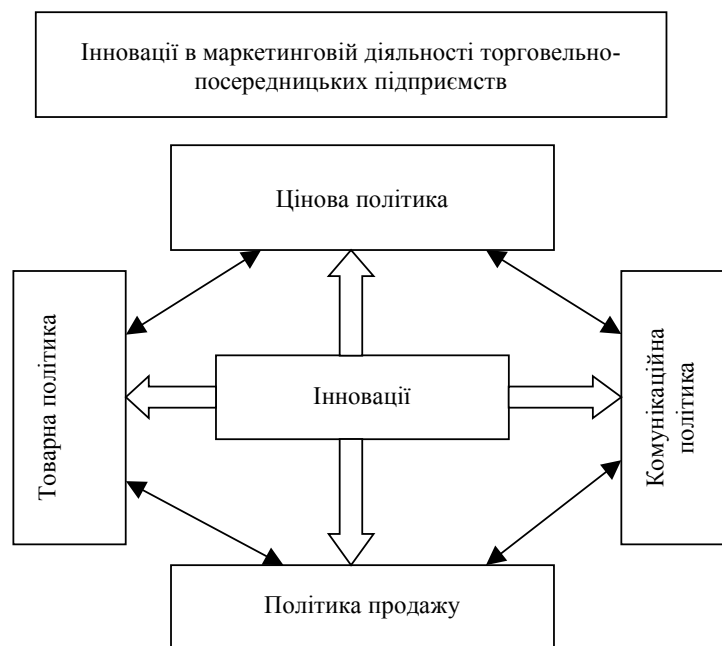 Інновації в маркетинговій діяльності торговельно-
посередницьких підприємств
Цінова політика
Товарна політика
Інновації
Комунікаційна
політика
Політика продажу